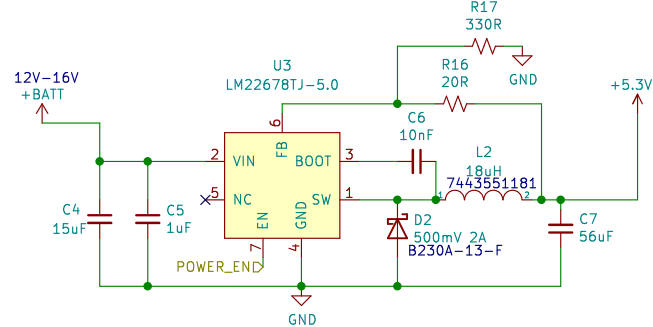 R17
330R
12V-16V
+BATT
U3
LM22678TJ-5.0
R16
20R
GND
+5.3V
6
FB
C6
10nF
2
VIN
BOOT
3
L2
18uH
7443551181
1
2
5
NC
SW
1
C4
15uF
C5
1uF
EN
GND
D2
500mV 2A
B230A-13-F
C7
56uF
7
4
POWER_EN
GND